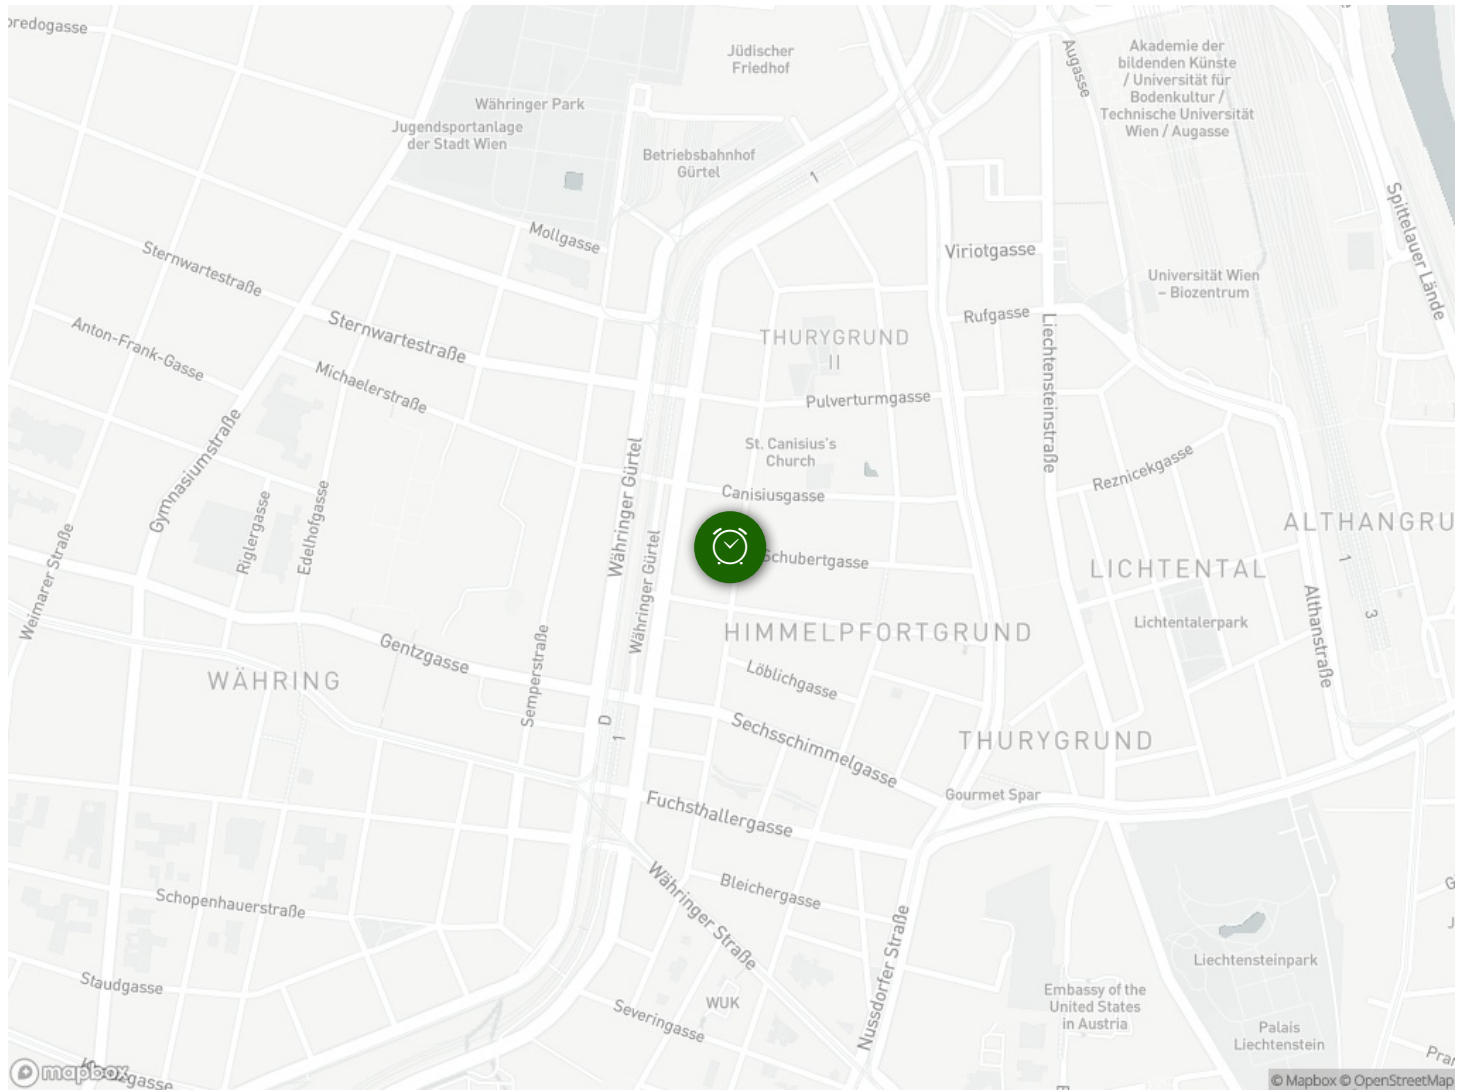 Jüdischer
Friedhof
Augasse
Akademie der
bildenden Künste
/ Universität für
Bodenkultur /
Technische Universität
Wien / Augasse
Währinger Park
Jugendsportanlage
der Stadt Wien
Betriebsbahnhof
Gürtel
1
Spittelauer Lände
Mollgasse
Sternwartestraße
Viriotgasse
Universität Wien
– Biozentrum
Rufgasse
Sternwartestraße
Anton-Frank-Gasse
THURYGRUND
II
Liechtensteinstraße
Michaelerstraße
Pulverturmgasse
Gymnasiumstraße
Währinger Gürtel
St. Canisius's
Church
Reznicekgasse
Canisiusgasse
Riglergasse
Edelhofgasse
ALTHANGRU
Weimarer Straße
Währinger Gürtel
Schubertgasse
LICHTENTAL
1
3
Althanstraße
Lichtentalerpark
HIMMELPFORTGRUND
Gentzgasse
WÄHRING
Semperstraße
Löblichgasse
D
1
Sechsschimmelgasse
THURYGRUND
Gourmet Spar
Fuchsthallergasse
Währinger Straße
Bleichergasse
Schopenhauerstraße
Nussdorfer Straße
Liechtensteinpark
Staudgasse
WUK
Severingasse
Embassy of the
United States
in Austria
Palais
Liechtenstein
mapbox
© Mapbox © OpenStreetMap